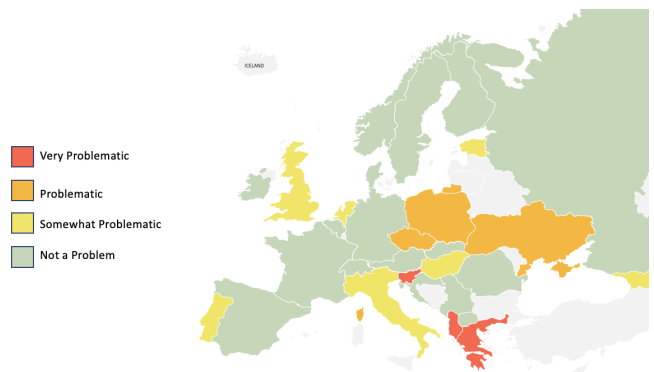 ICELAND
Very Problematic
Problematic
Somewhat Problematic
Not a Problem